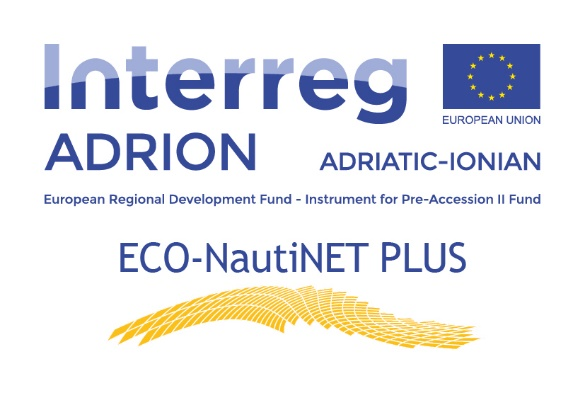 Interreg
EUROPEAN UNION
ADRION
ADRIATIC-IONIAN
European Regional Development Fund - Instrument for Pre-Accession II Fund
ECO-NautiNET PLUS